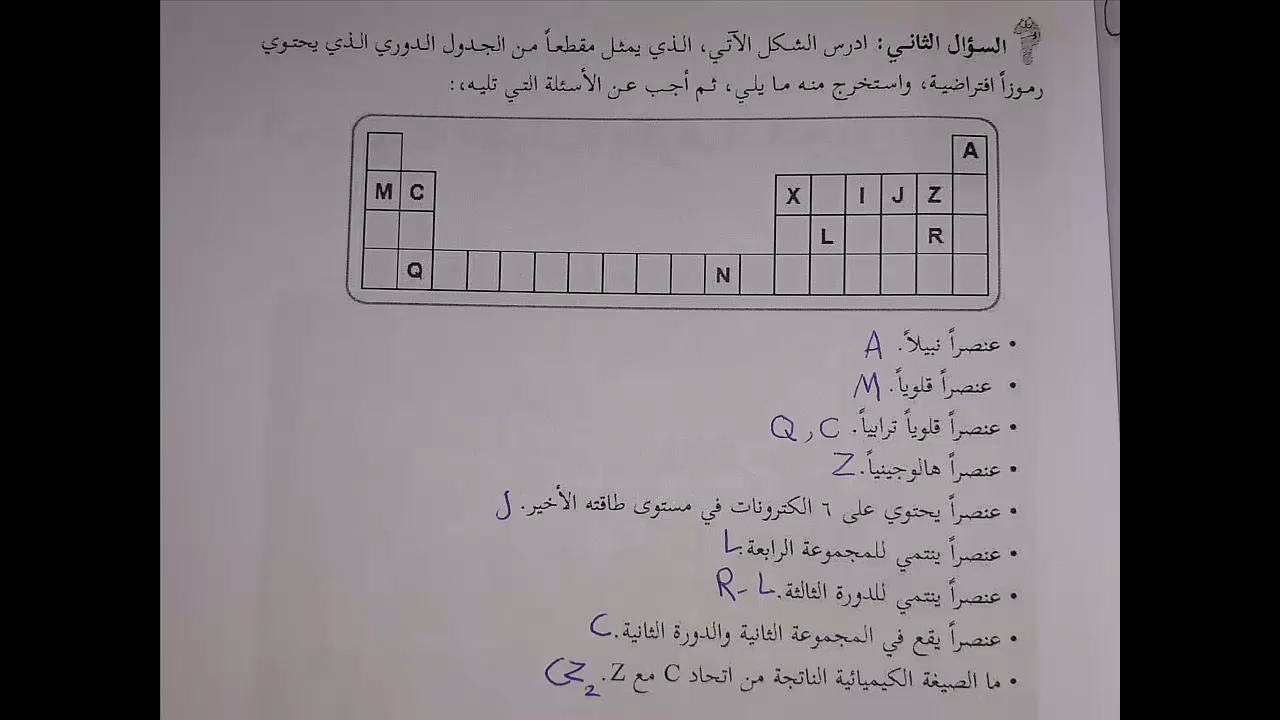 السؤال الثاني: ادرس الشكل الآتي، الذي يمثل مقطعاً من الجدول الدوري الذي يحتوي
رموزاً افتراضية، واستخرج منه ما يلي، ثم أجب عن الأسئلة التي تليه،:
A
M C X I J Z
L R
Q N
• عنصراً نبيلاً. A
• عنصراً قلوياً. M
• عنصراً قلوياً ترابياً. Q , C
• عنصراً هالوجينياً. Z
• عنصراً يحتوي على ٦ الكترونات في مستوى طاقته الأخير. J
• عنصراً ينتمي للمجموعة الرابعة. L
• عنصراً ينتمي للدورة الثالثة. R - L
• عنصراً يقع في المجموعة الثانية والدورة الثانية. C
• ما الصيغة الكيميائية الناتجة من اتحاد C مع Z. CZ₂